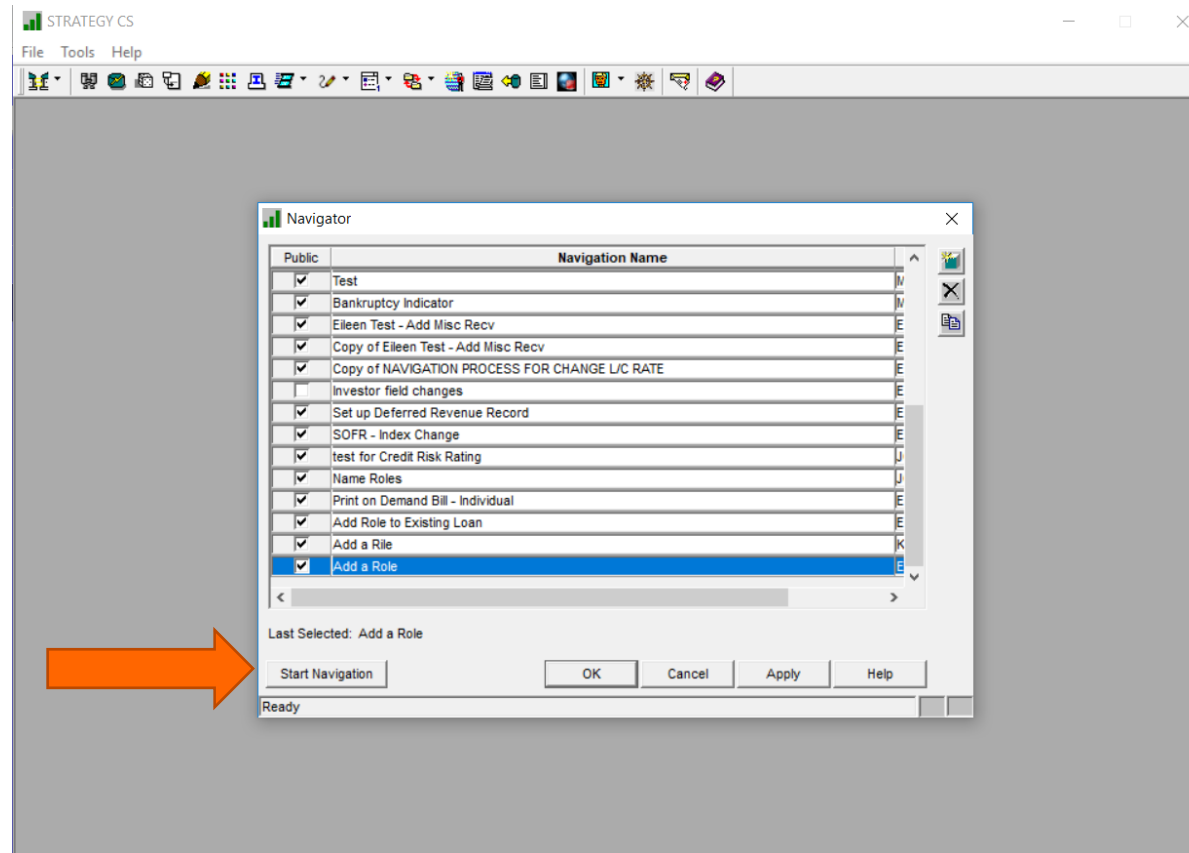 STRATEGY CS
File Tools Help
Navigator
Public Navigation Name
Test M
Bankruptcy Indicator M
Eileen Test - Add Misc Recv E
Copy of Eileen Test - Add Misc Recv E
Copy of NAVIGATION PROCESS FOR CHANGE L/C RATE E
Investor field changes E
Set up Deferred Revenue Record E
SOFR - Index Change E
test for Credit Risk Rating J
Name Roles J
Print on Demand Bill - Individual E
Add Role to Existing Loan E
Add a Rile K
Add a Role E
Last Selected: Add a Role
Start Navigation OK Cancel Apply Help
Ready